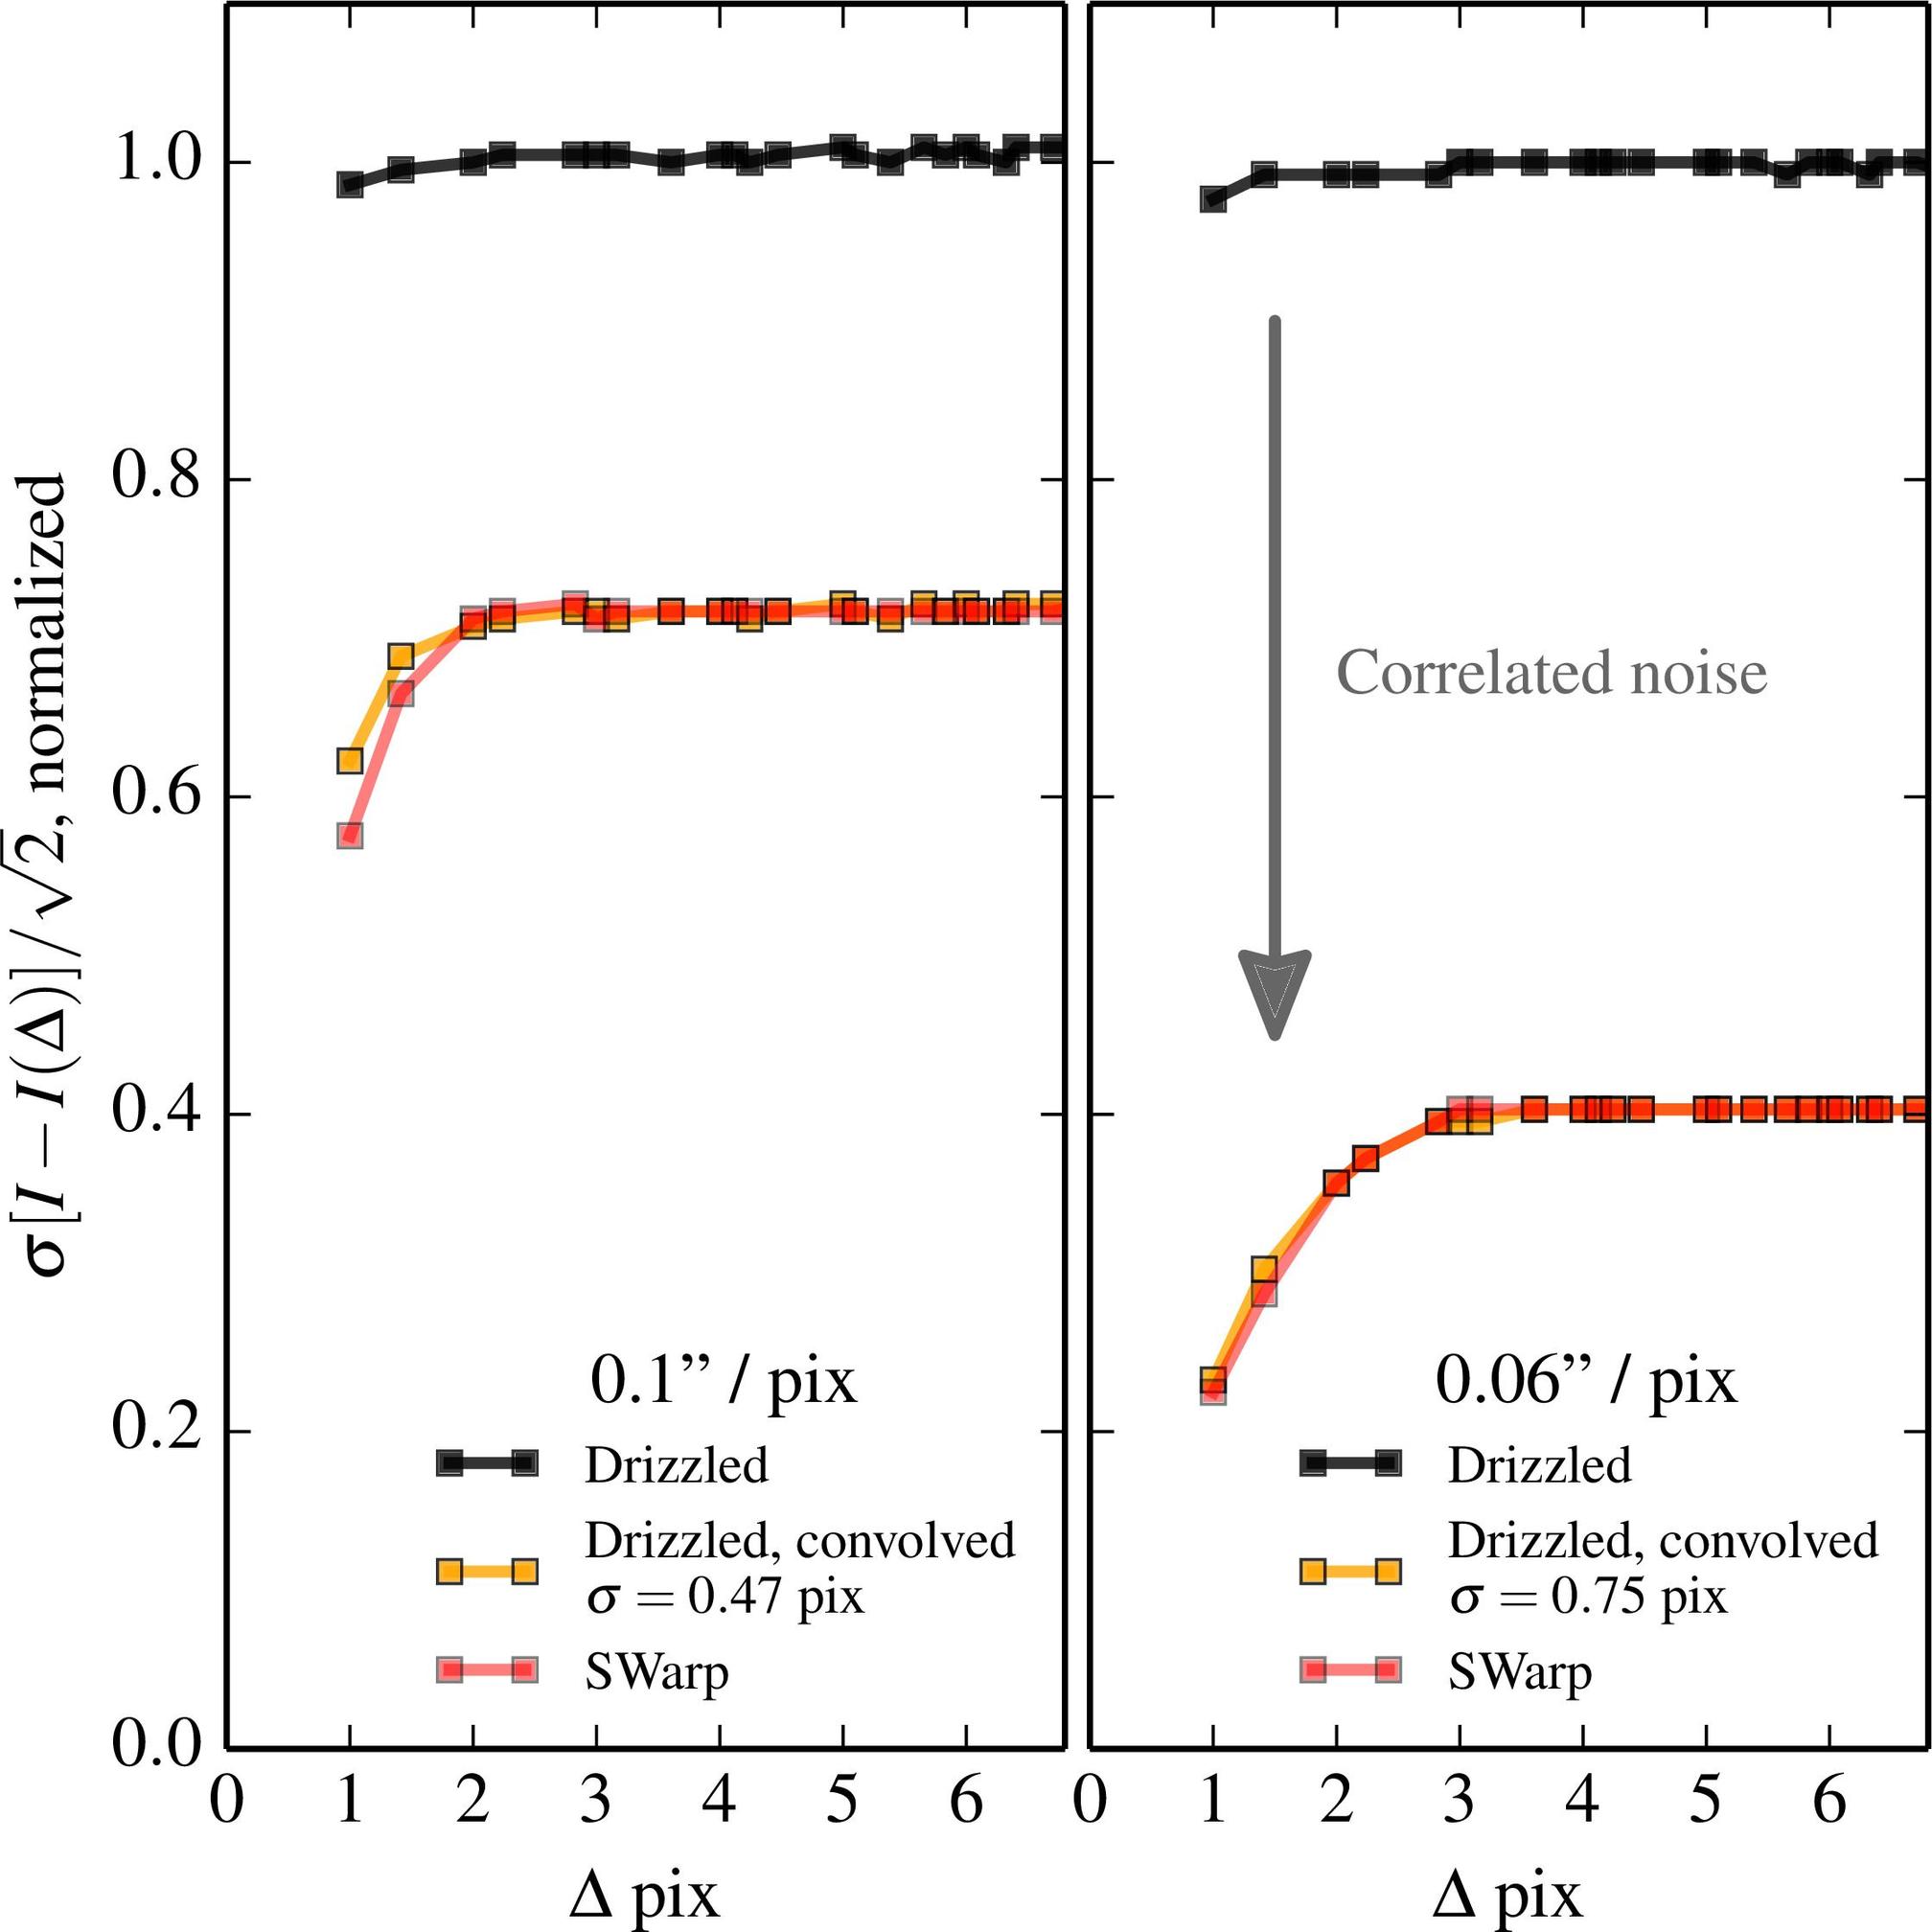 σ[I − I(Δ)]/√2, normalized
1.0
0.8
0.6
0.4
0.2
0.0
0.1” / pix
Drizzled
Drizzled, convolved
σ = 0.47 pix
SWarp
0 1 2 3 4 5 6
Δ pix
Correlated noise
0.06” / pix
Drizzled
Drizzled, convolved
σ = 0.75 pix
SWarp
0 1 2 3 4 5 6
Δ pix